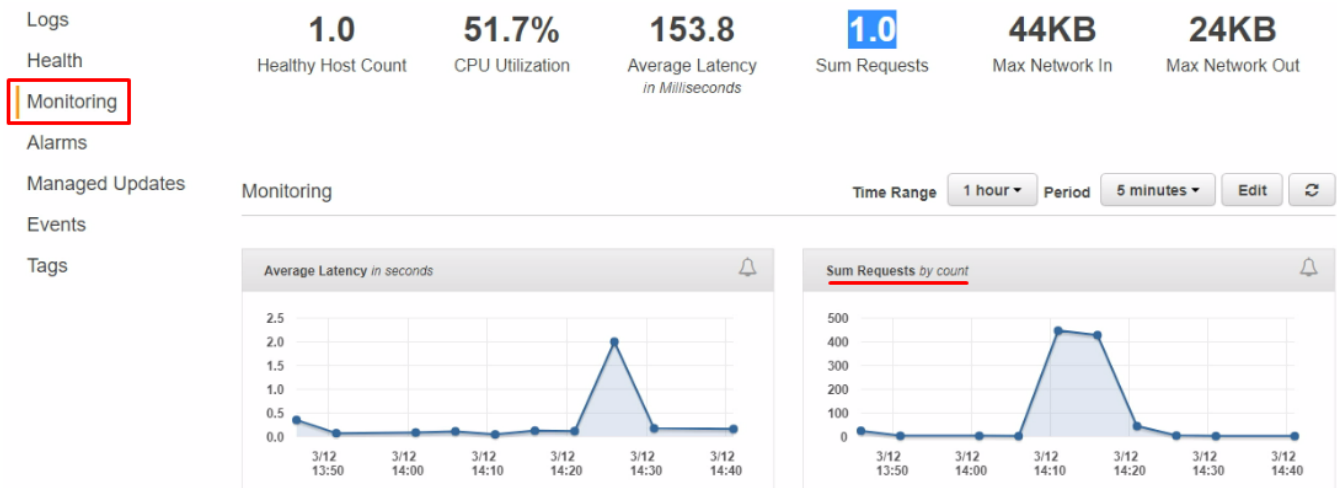 Logs
Health
Monitoring
Alarms
Managed Updates
Events
Tags
1.0
Healthy Host Count
51.7%
CPU Utilization
153.8
Average Latency
in Milliseconds
1.0
Sum Requests
44KB
Max Network In
24KB
Max Network Out
Monitoring
Time Range
1 hour
Period
5 minutes
Edit
Average Latency in seconds
2.5
2.0
1.5
1.0
0.5
0.0
3/12
13:50
3/12
14:00
3/12
14:10
3/12
14:20
3/12
14:30
3/12
14:40
Sum Requests by count
500
400
300
200
100
0
3/12
13:50
3/12
14:00
3/12
14:10
3/12
14:20
3/12
14:30
3/12
14:40